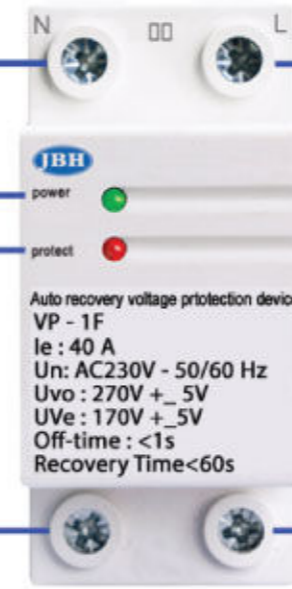 N ▯▯ L
JBH
power
protect
Auto recovery voltage prtotection devic
VP - 1F
Ie : 40 A
Un: AC230V - 50/60 Hz
Uvo : 270V +_ 5V
UVe : 170V +_5V
Off-time : <1s
Recovery Time<60s